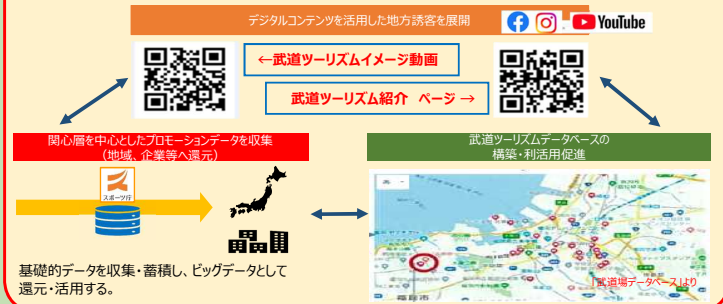 デジタルコンテンツを活用した地方誘客を展開
YouTube
←武道ツーリズムイメージ動画
武道ツーリズム紹介 ページ→
関心層を中心としたプロモーションデータを収集
(地域、企業等へ還元)
武道ツーリズムデータベースの
構築・利活用促進
スポーツ庁
基礎的データを収集・蓄積し、ビッグデータとして
還元・活用する。
福岡市
「武道場データベース」より